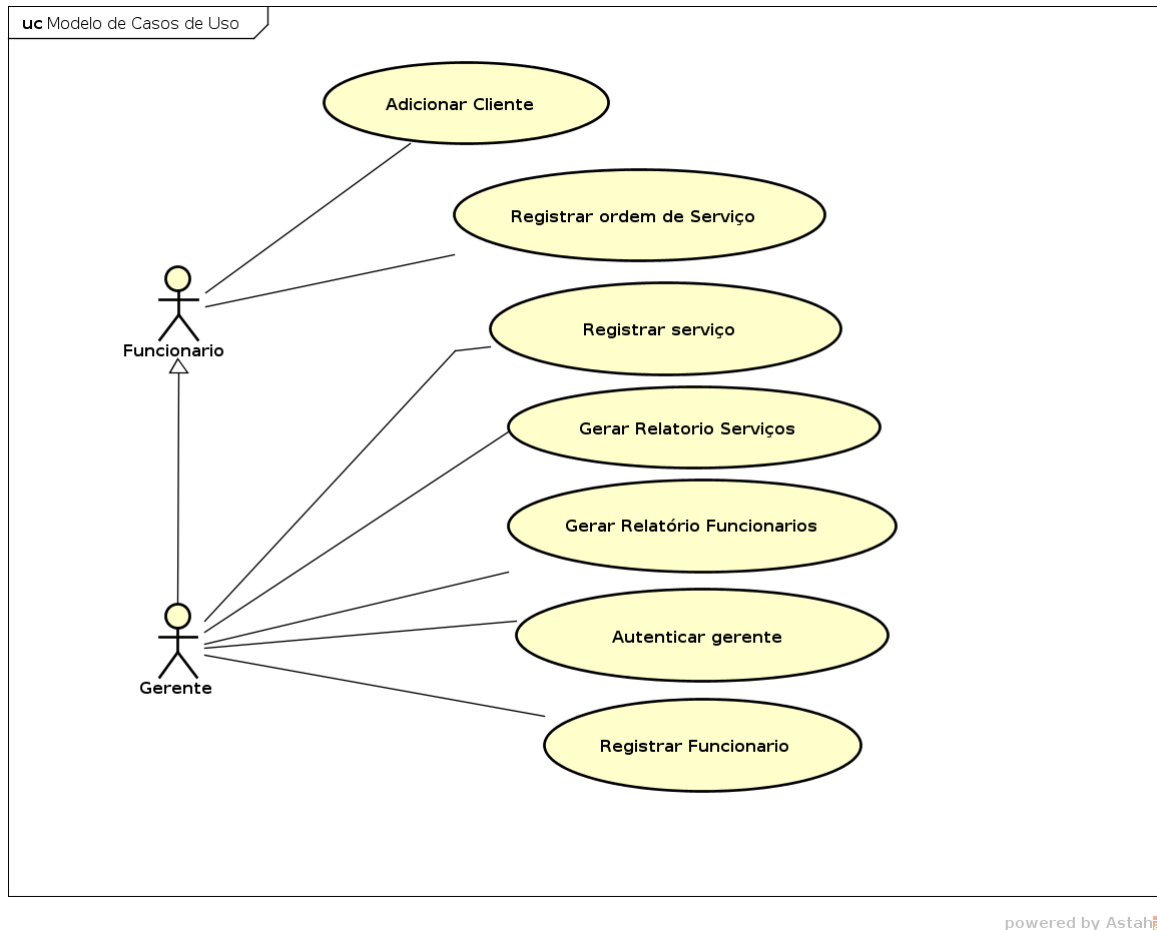 uc Modelo de Casos de Uso
Adicionar Cliente
Registrar ordem de Serviço
Funcionario
Registrar serviço
Gerar Relatorio Serviços
Gerar Relatório Funcionarios
Autenticar gerente
Gerente
Registrar Funcionario
powered by Astah